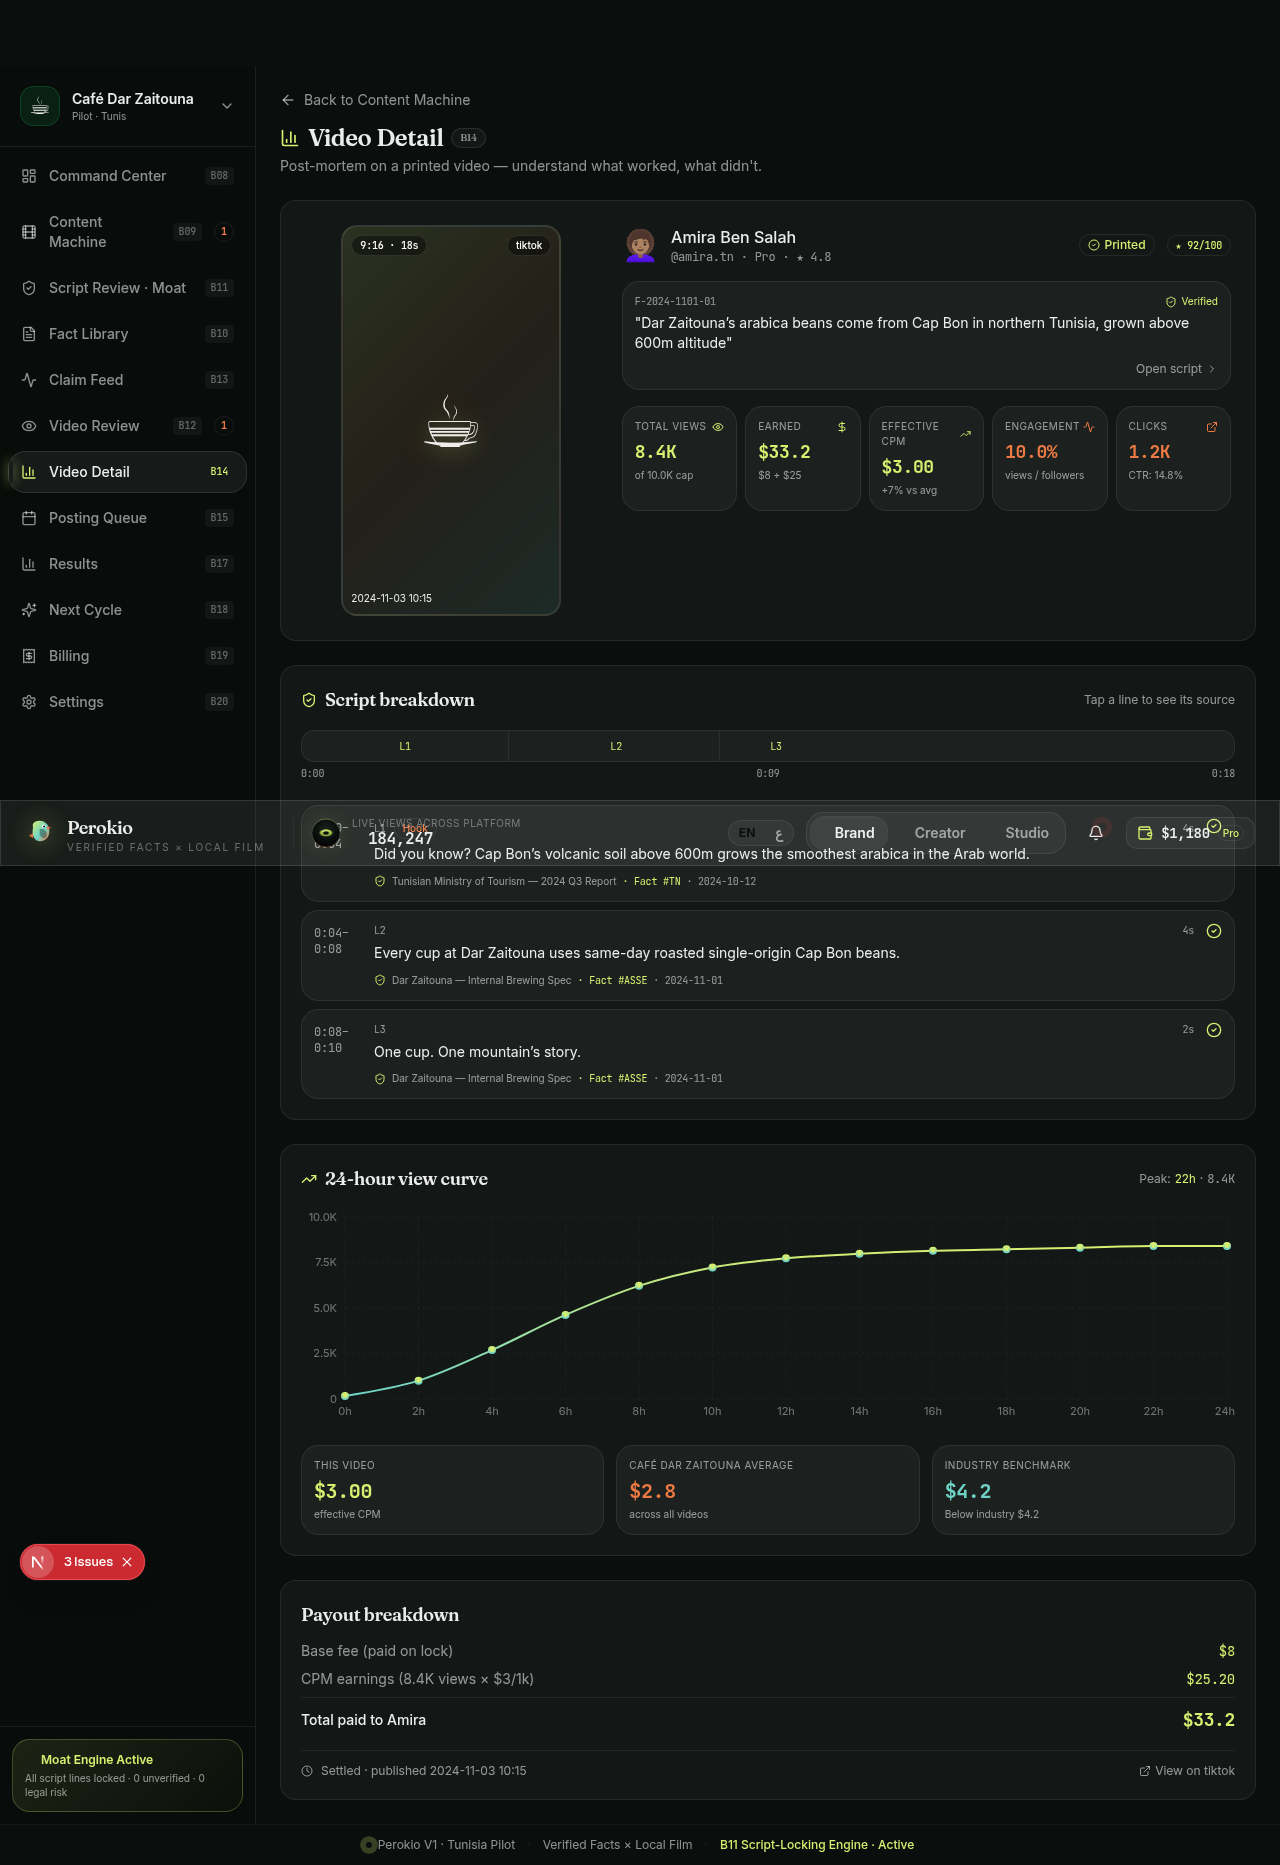 Café Dar Zaitouna
Pilot · Tunis
Command Center B08
Content Machine B09 1
Script Review · Moat B11
Fact Library B10
Claim Feed B13
Video Review B12 1
Video Detail B14
Posting Queue B15
Results B17
Next Cycle B18
Billing B19
Settings B20
Back to Content Machine
Video Detail B14
Post-mortem on a printed video — understand what worked, what didn't.
9:16 · 18s
tiktok
2024-11-03 10:15
Amira Ben Salah
@amira.tn · Pro · ★ 4.8
Printed
★ 92/100
F-2024-1101-01
Verified
"Dar Zaitouna’s arabica beans come from Cap Bon in northern Tunisia, grown above
600m altitude"
Open script
TOTAL VIEWS
8.4K
of 10.0K cap
EARNED
$33.2
$8 + $25
EFFECTIVE
CPM
$3.00
+7% vs avg
ENGAGEMENT
10.0%
views / followers
CLICKS
1.2K
CTR: 14.8%
Script breakdown
Tap a line to see its source
L1 L2 L3
0:00 0:09 0:18
Perokio
VERIFIED FACTS × LOCAL FILM
LIVE VIEWS ACROSS PLATFORM
184,247
EN ع
Brand Creator Studio
$1,180 Pro
L1 Hook
Did you know? Cap Bon’s volcanic soil above 600m grows the smoothest arabica in the Arab world.
Tunisian Ministry of Tourism — 2024 Q3 Report · Fact #TN · 2024-10-12
0:04–
0:08
L2
4s
Every cup at Dar Zaitouna uses same-day roasted single-origin Cap Bon beans.
Dar Zaitouna — Internal Brewing Spec · Fact #ASSE · 2024-11-01
0:08–
0:10
L3
2s
One cup. One mountain’s story.
Dar Zaitouna — Internal Brewing Spec · Fact #ASSE · 2024-11-01
24-hour view curve
Peak: 22h · 8.4K
10.0K
7.5K
5.0K
2.5K
0
0h 2h 4h 6h 8h 10h 12h 14h 16h 18h 20h 22h 24h
THIS VIDEO
$3.00
effective CPM
CAFÉ DAR ZAITOUNA AVERAGE
$2.8
across all videos
INDUSTRY BENCHMARK
$4.2
Below industry $4.2
3 Issues
Payout breakdown
Base fee (paid on lock) $8
CPM earnings (8.4K views × $3/1k) $25.20
Total paid to Amira $33.2
Settled · published 2024-11-03 10:15
View on tiktok
Moat Engine Active
All script lines locked · 0 unverified · 0
legal risk
Perokio V1 · Tunisia Pilot · Verified Facts × Local Film · B11 Script-Locking Engine · Active